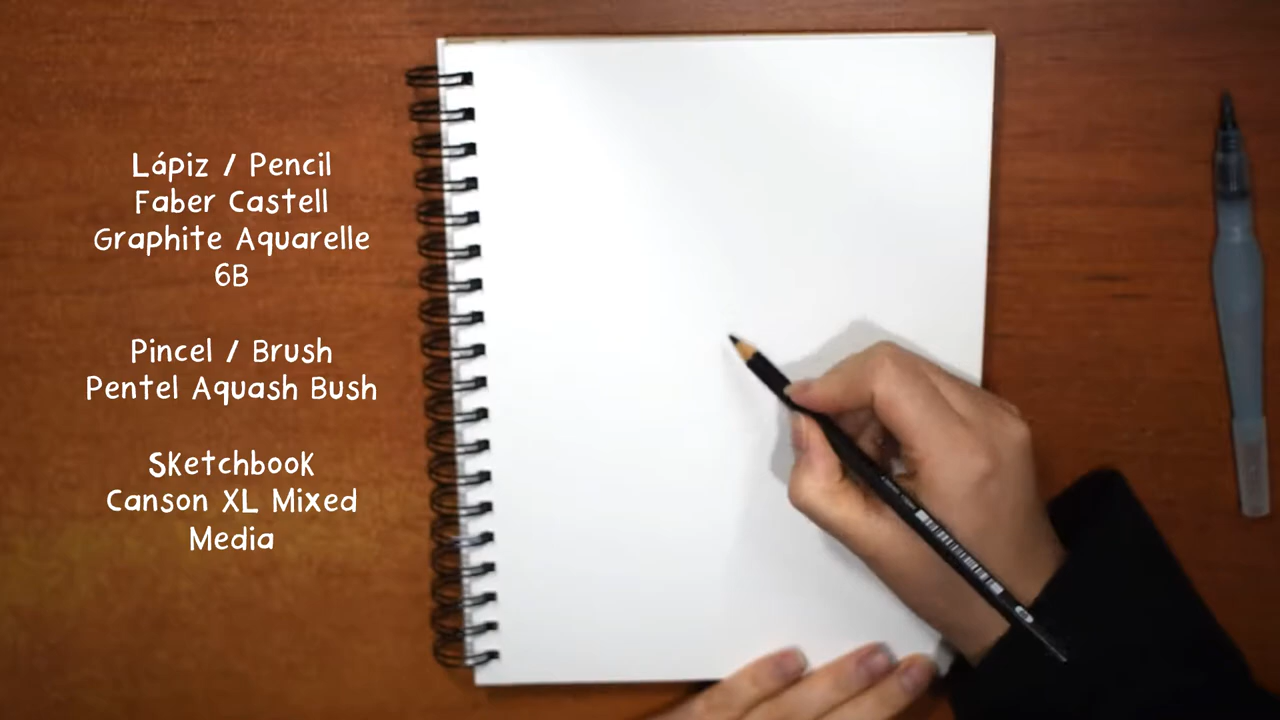 Lápiz / Pencil
Faber Castell
Graphite Aquarelle
6B
Pincel / Brush
Pentel Aquash Bush
Sketchbook
Canson XL Mixed
Media